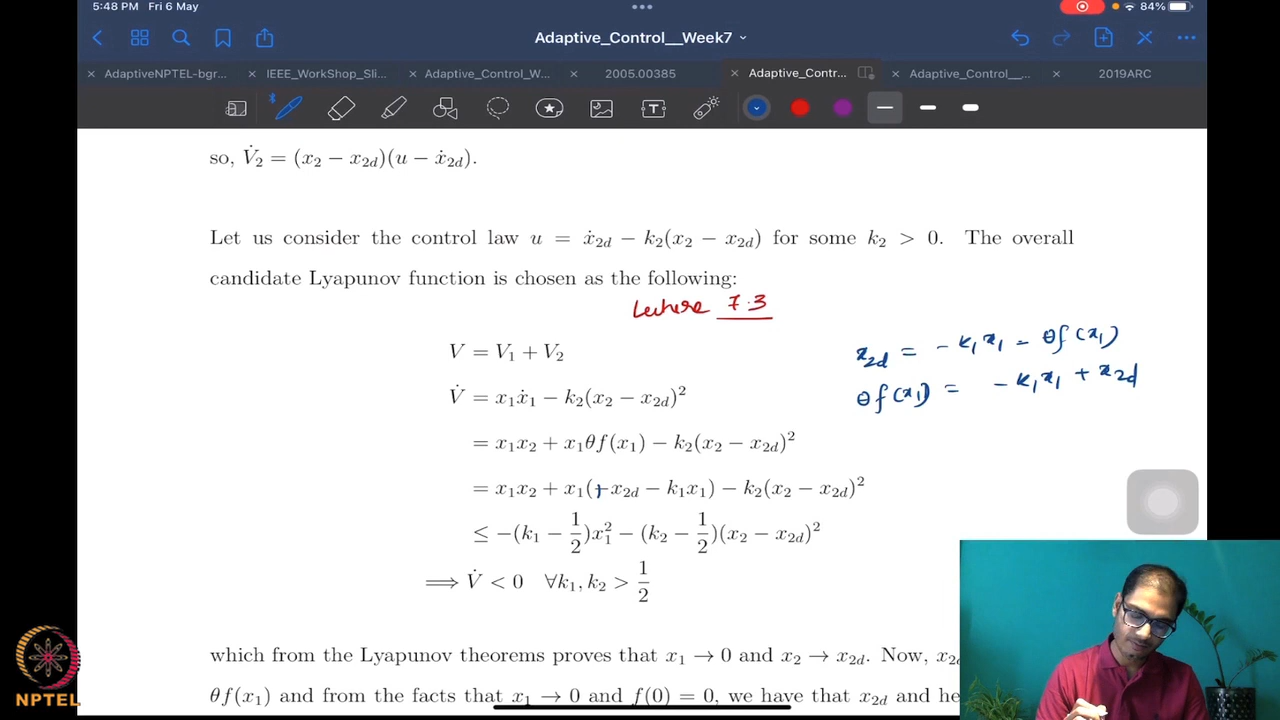 5:48 PM Fri 6 May
84%
Adaptive_Control__Week7
AdaptiveNPTEL-bgr...
IEEE_WorkShop_Sli...
Adaptive_Control_W...
2005.00385
Adaptive_Contr...
Adaptive_Control__...
2019ARC
so, V̇₂ = (x₂ − x₂d)(u − ẋ₂d).
Let us consider the control law u = ẋ₂d − k₂(x₂ − x₂d) for some k₂ > 0. The overall
candidate Lyapunov function is chosen as the following:
Lecture 7.3
V = V₁ + V₂
x₂d = −k₁x₁ − θf(x₁)
θf(x₁) = −k₁x₁ + x₂d
V̇ = x₁ẋ₁ − k₂(x₂ − x₂d)²
= x₁x₂ + x₁θf(x₁) − k₂(x₂ − x₂d)²
= x₁x₂ + x₁(+x₂d − k₁x₁) − k₂(x₂ − x₂d)²
≤ −(k₁ − 1/2)x₁² − (k₂ − 1/2)(x₂ − x₂d)²
⟹ V̇ < 0 ∀k₁, k₂ > 1/2
which from the Lyapunov theorems proves that x₁ → 0 and x₂ → x₂d. Now,
θf(x₁) and from the facts that x₁ → 0 and f(0) = 0, we have that x₂d and
NPTEL